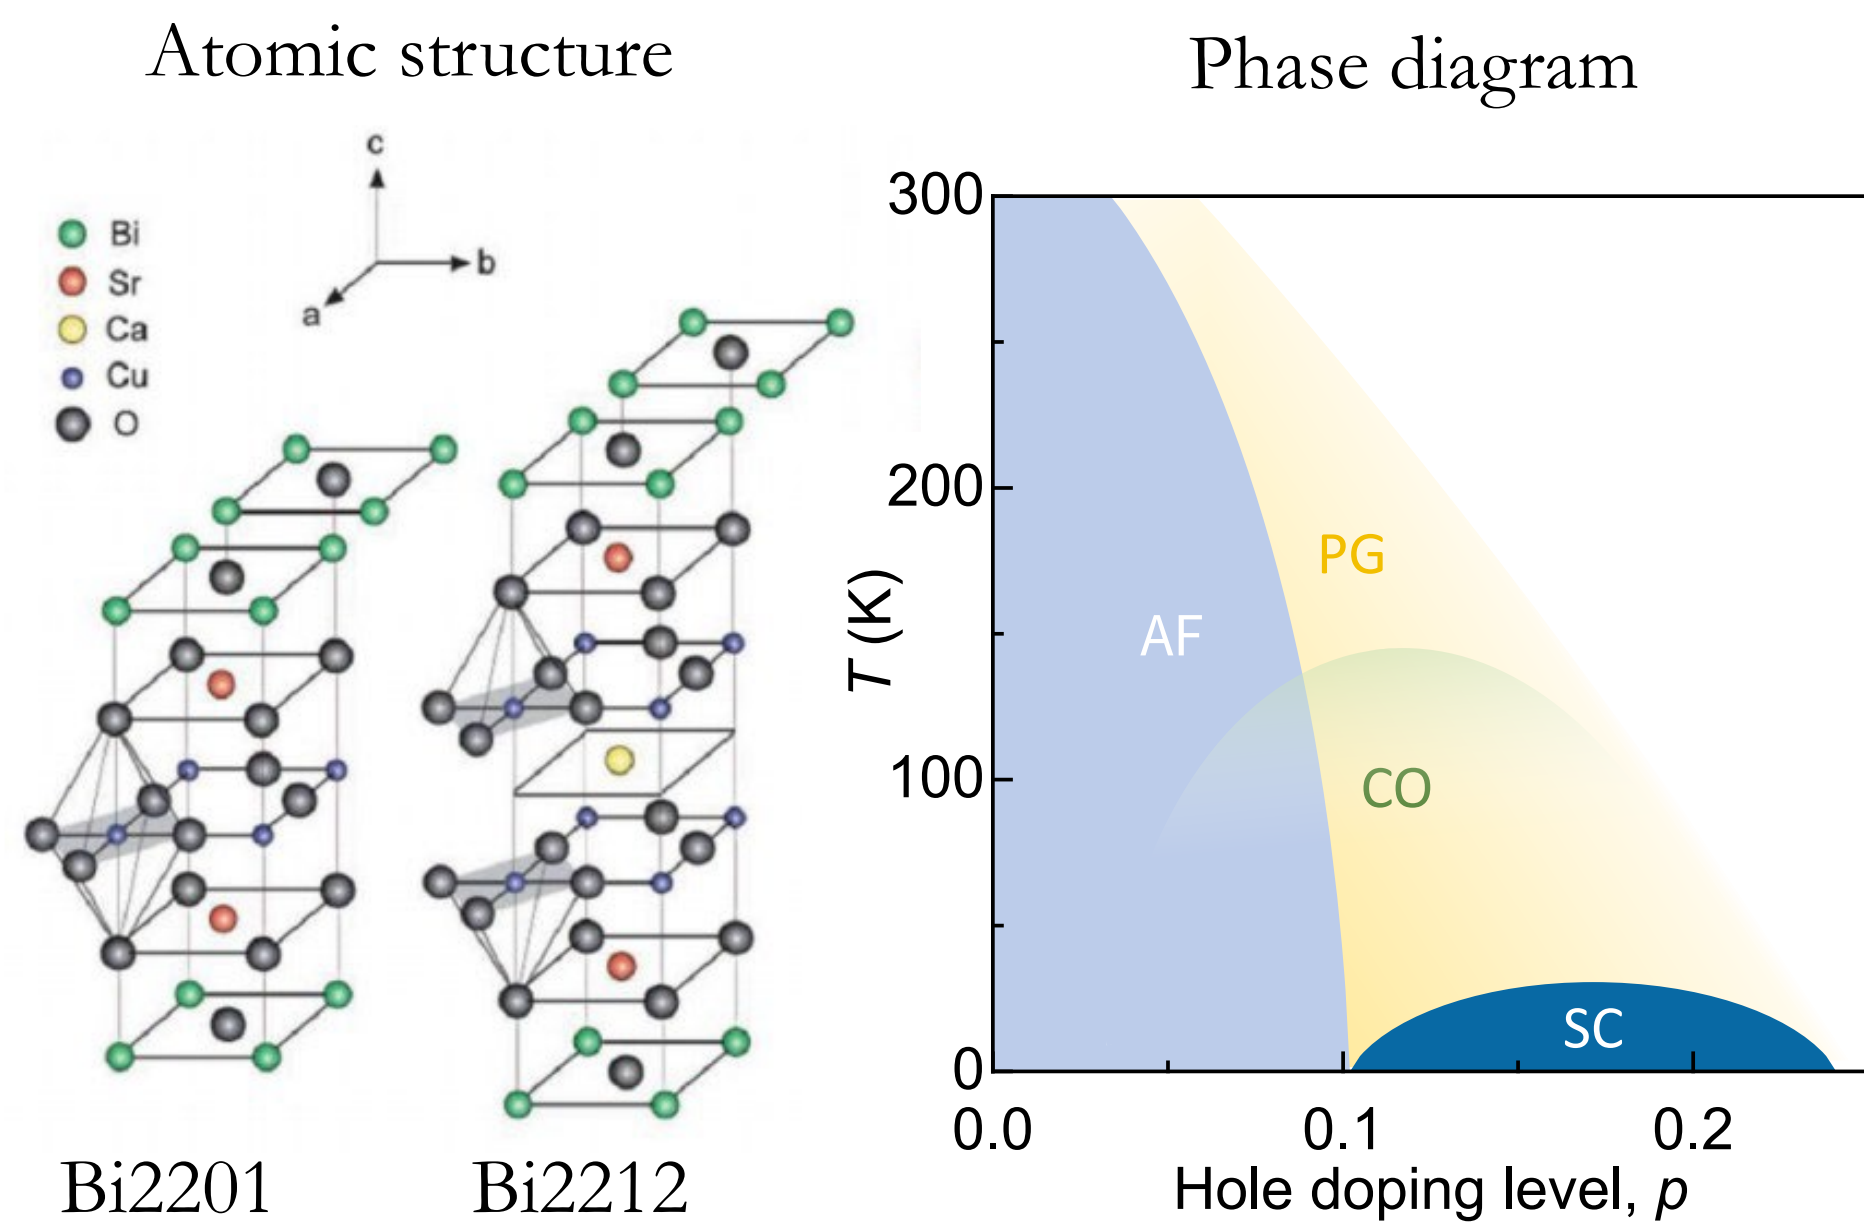 Atomic structure
c
b
a
Bi
Sr
Ca
Cu
O
Bi2201
Bi2212
Phase diagram
300
200
100
0
T (K)
PG
AF
CO
SC
0.0
0.1
0.2
Hole doping level, p